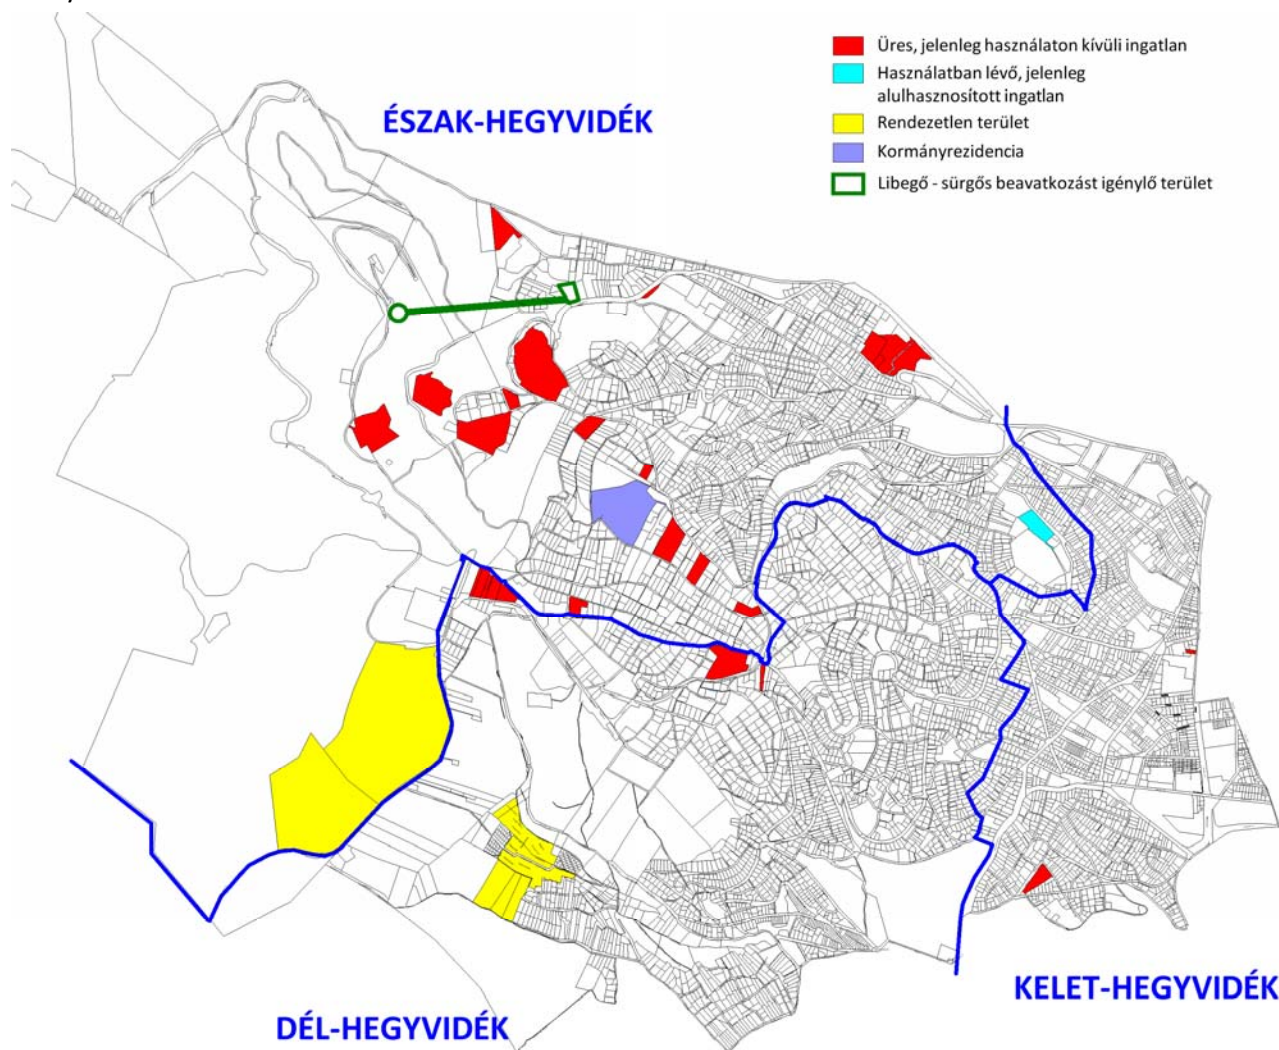 Üres, jelenleg használaton kívüli ingatlan
Használatban lévő, jelenleg
alulhasznosított ingatlan
Rendezetlen terület
Kormányrezidencia
Libegő - sürgős beavatkozást igénylő terület
ÉSZAK-HEGYVIDÉK
KELET-HEGYVIDÉK
DÉL-HEGYVIDÉK